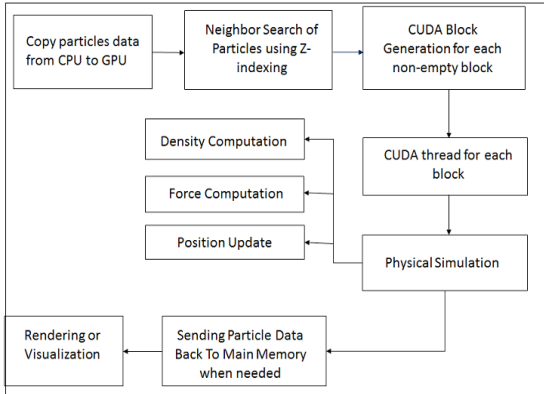 Copy particles data
from CPU to GPU
Neighbor Search of
Particles using Z-
indexing
CUDA Block
Generation for each
non-empty block
Density Computation
CUDA thread for each
block
Force Computation
Position Update
Physical Simulation
Rendering or
Visualization
Sending Particle Data
Back To Main Memory
when needed